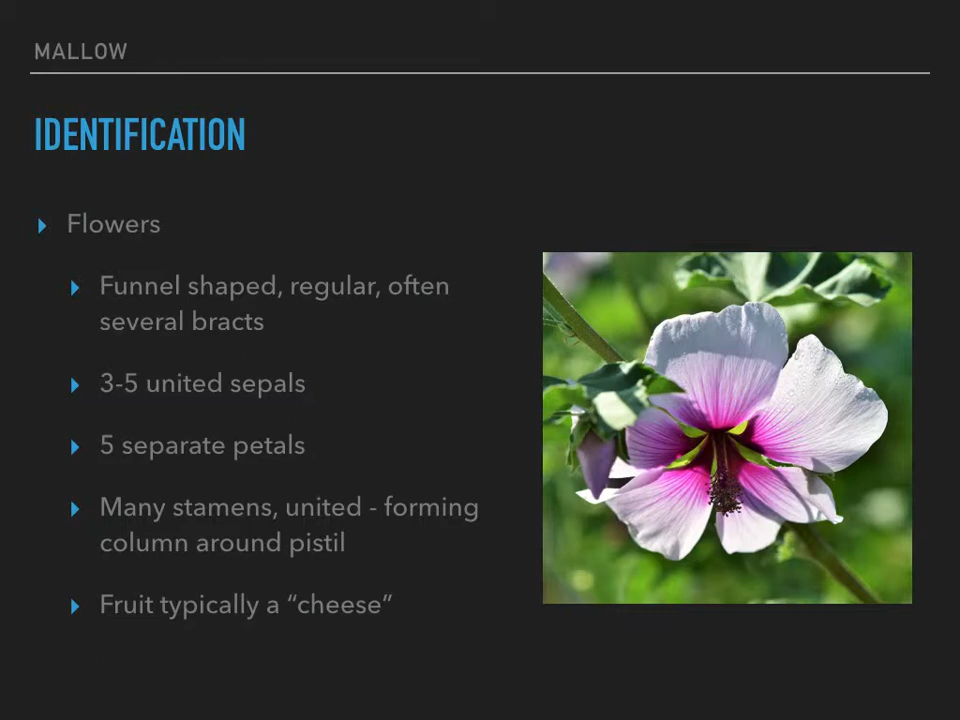 MALLOW
IDENTIFICATION
Flowers
Funnel shaped, regular, often
several bracts
3-5 united sepals
5 separate petals
Many stamens, united - forming
column around pistil
Fruit typically a “cheese”